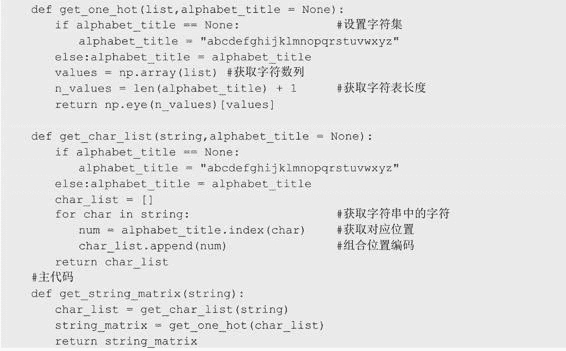 def get_one_hot(list,alphabet_title = None):
    if alphabet_title == None:              #设置字符集
        alphabet_title = "abcdefghijklmnopqrstuvwxyz"
    else:alphabet_title = alphabet_title
    values = np.array(list) #获取字符数列
    n_values = len(alphabet_title) + 1      #获取字符表长度
    return np.eye(n_values)[values]

def get_char_list(string,alphabet_title = None):
    if alphabet_title == None:
        alphabet_title = "abcdefghijklmnopqrstuvwxyz"
    else:alphabet_title = alphabet_title
    char_list = []
    for char in string:                     #获取字符串中的字符
        num = alphabet_title.index(char)    #获取对应位置
        char_list.append(num)               #组合位置编码
    return char_list
#主代码
def get_string_matrix(string):
    char_list = get_char_list(string)
    string_matrix = get_one_hot(char_list)
    return string_matrix